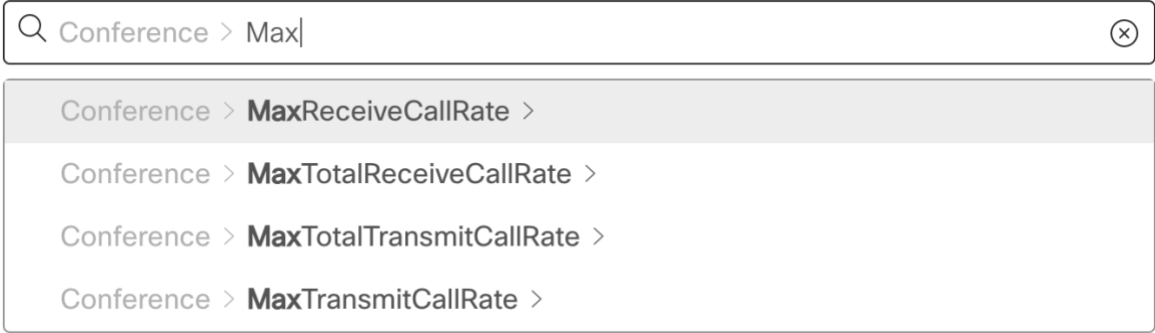 Conference > Max
Conference > MaxReceiveCallRate >
Conference > MaxTotalReceiveCallRate >
Conference > MaxTotalTransmitCallRate >
Conference > MaxTransmitCallRate >